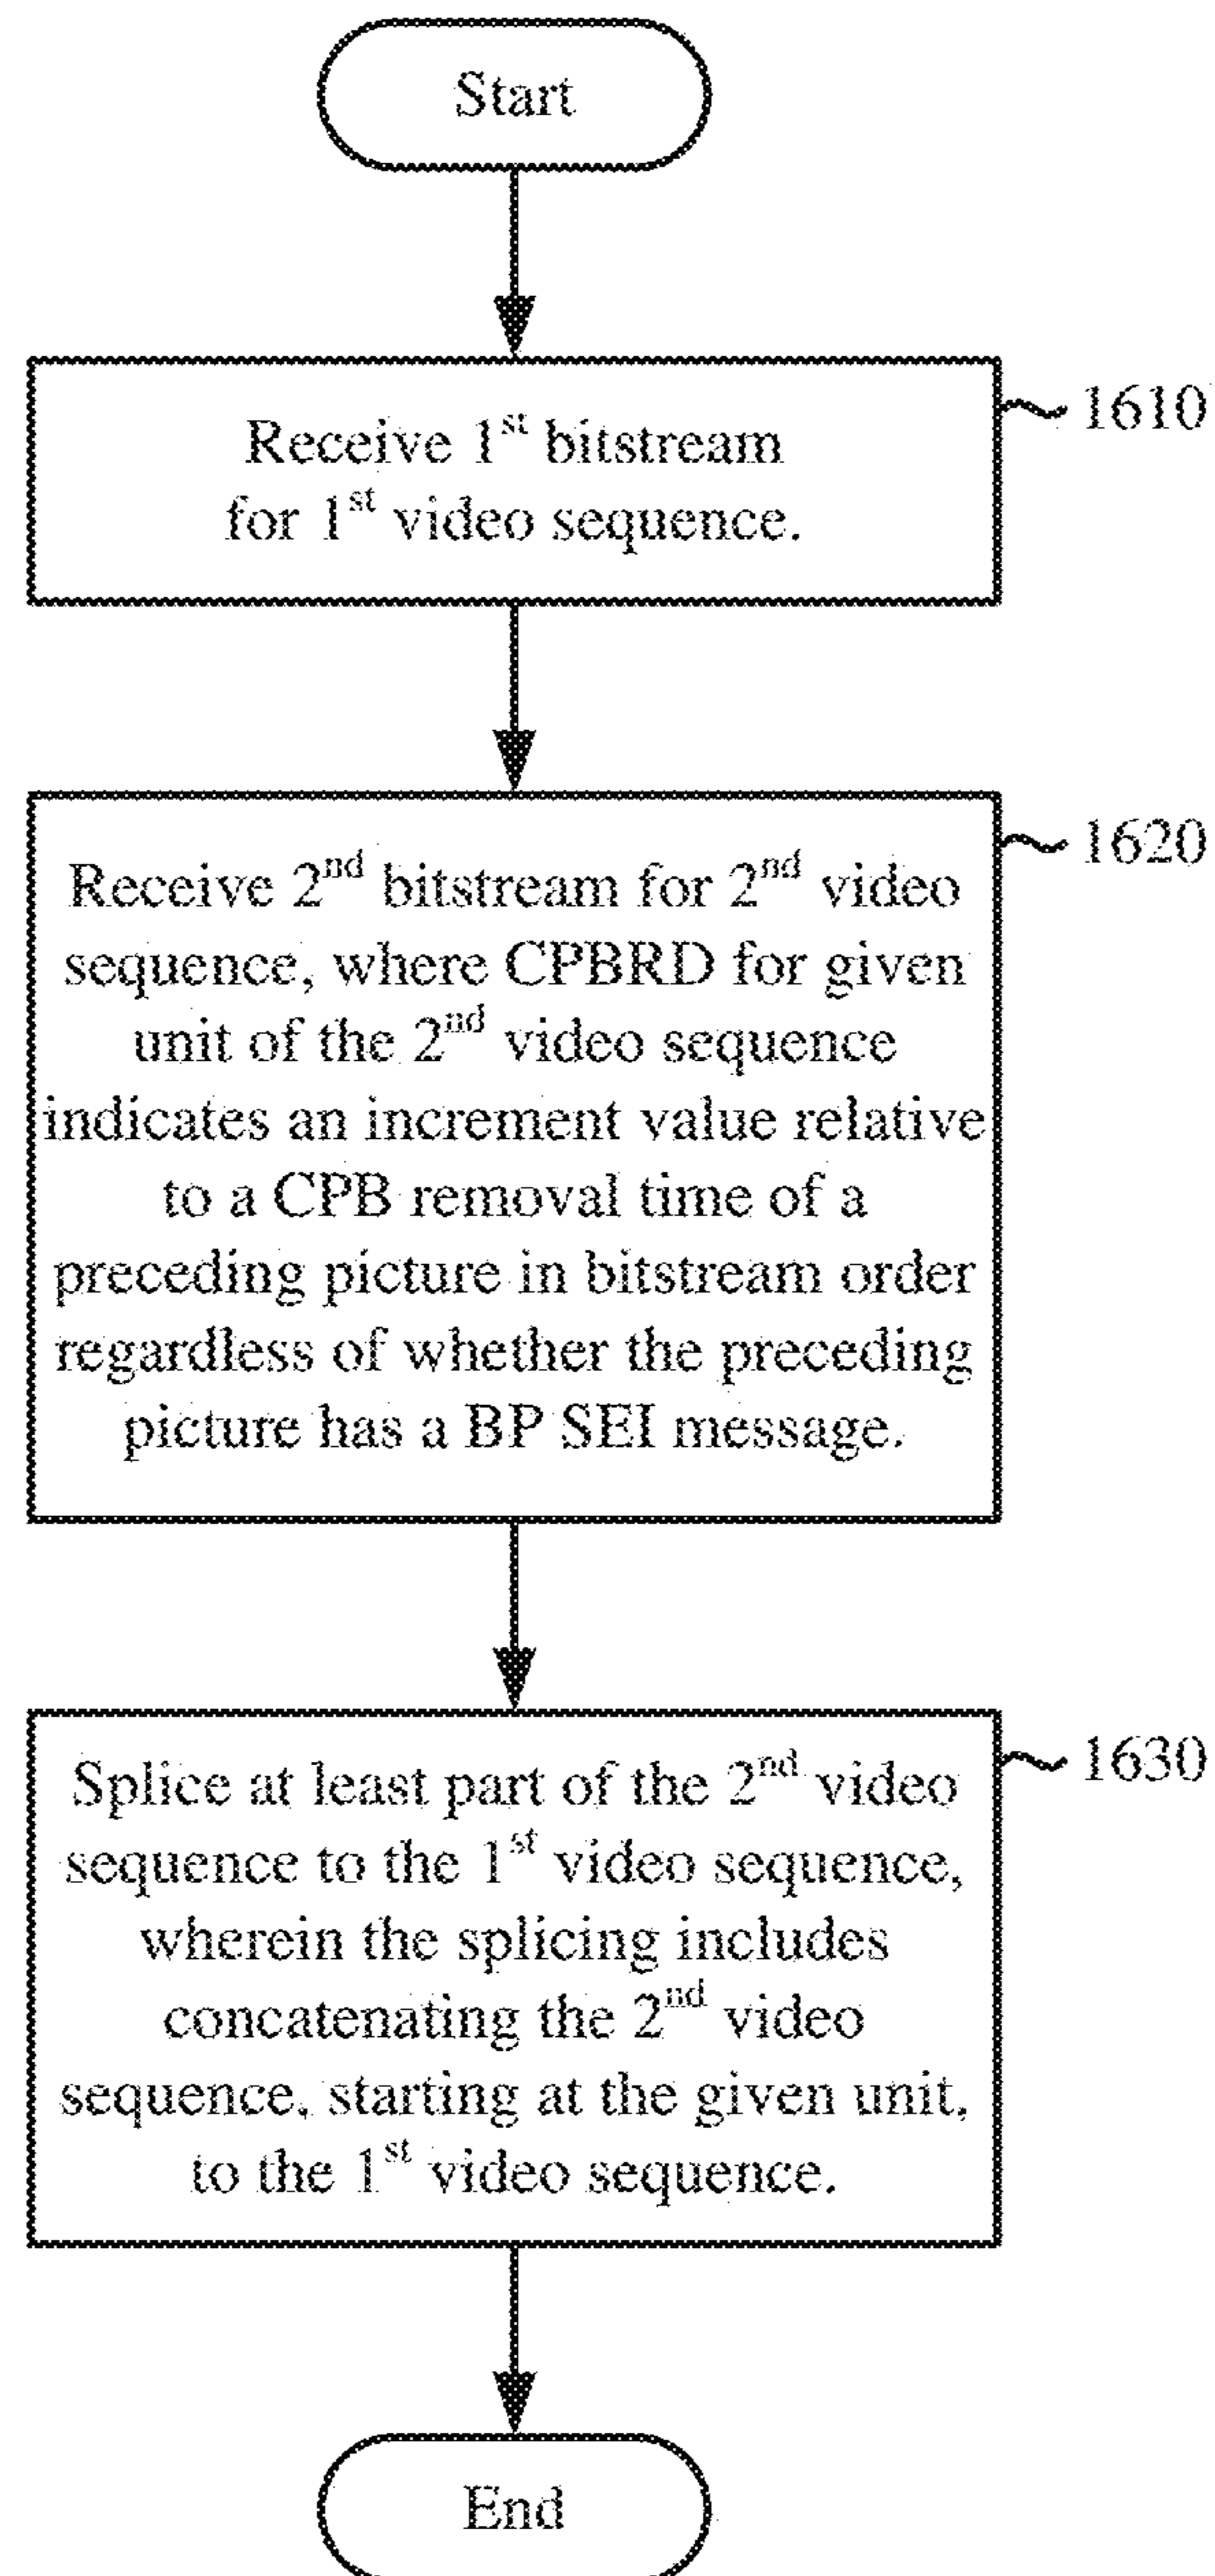 Start
Receive 1st bitstream
for 1st video sequence.
1610
Receive 2nd bitstream for 2nd video
sequence, where CPBRD for given
unit of the 2nd video sequence
indicates an increment value relative
to a CPB removal time of a
preceding picture in bitstream order
regardless of whether the preceding
picture has a BP SEI message.
1620
Splice at least part of the 2nd video
sequence to the 1st video sequence,
wherein the splicing includes
concatenating the 2nd video
sequence, starting at the given unit,
to the 1st video sequence.
1630
End